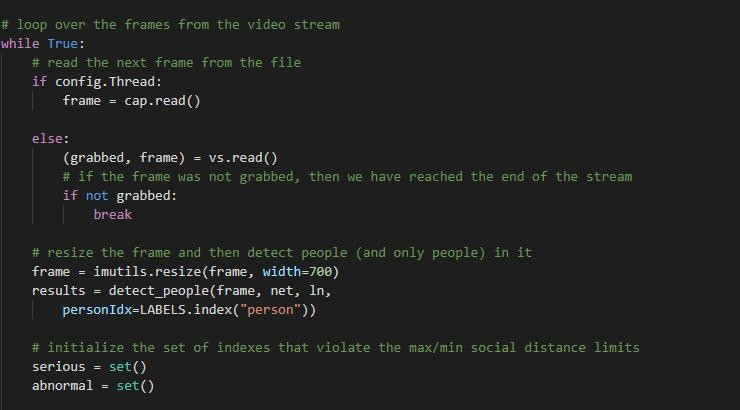 # loop over the frames from the video stream
while True:
    # read the next frame from the file
    if config.Thread:
        frame = cap.read()

    else:
        (grabbed, frame) = vs.read()
        # if the frame was not grabbed, then we have reached the end of the stream
        if not grabbed:
            break

    # resize the frame and then detect people (and only people) in it
    frame = imutils.resize(frame, width=700)
    results = detect_people(frame, net, ln,
        personIdx=LABELS.index("person"))

    # initialize the set of indexes that violate the max/min social distance limits
    serious = set()
    abnormal = set()